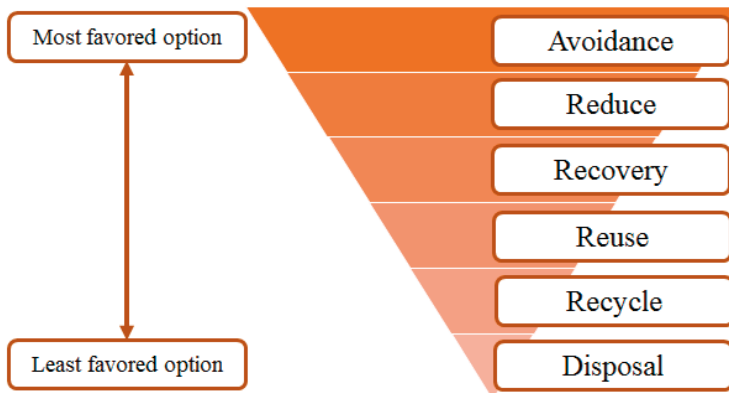 Most favored option
Avoidance
Reduce
Recovery
Reuse
Recycle
Least favored option
Disposal